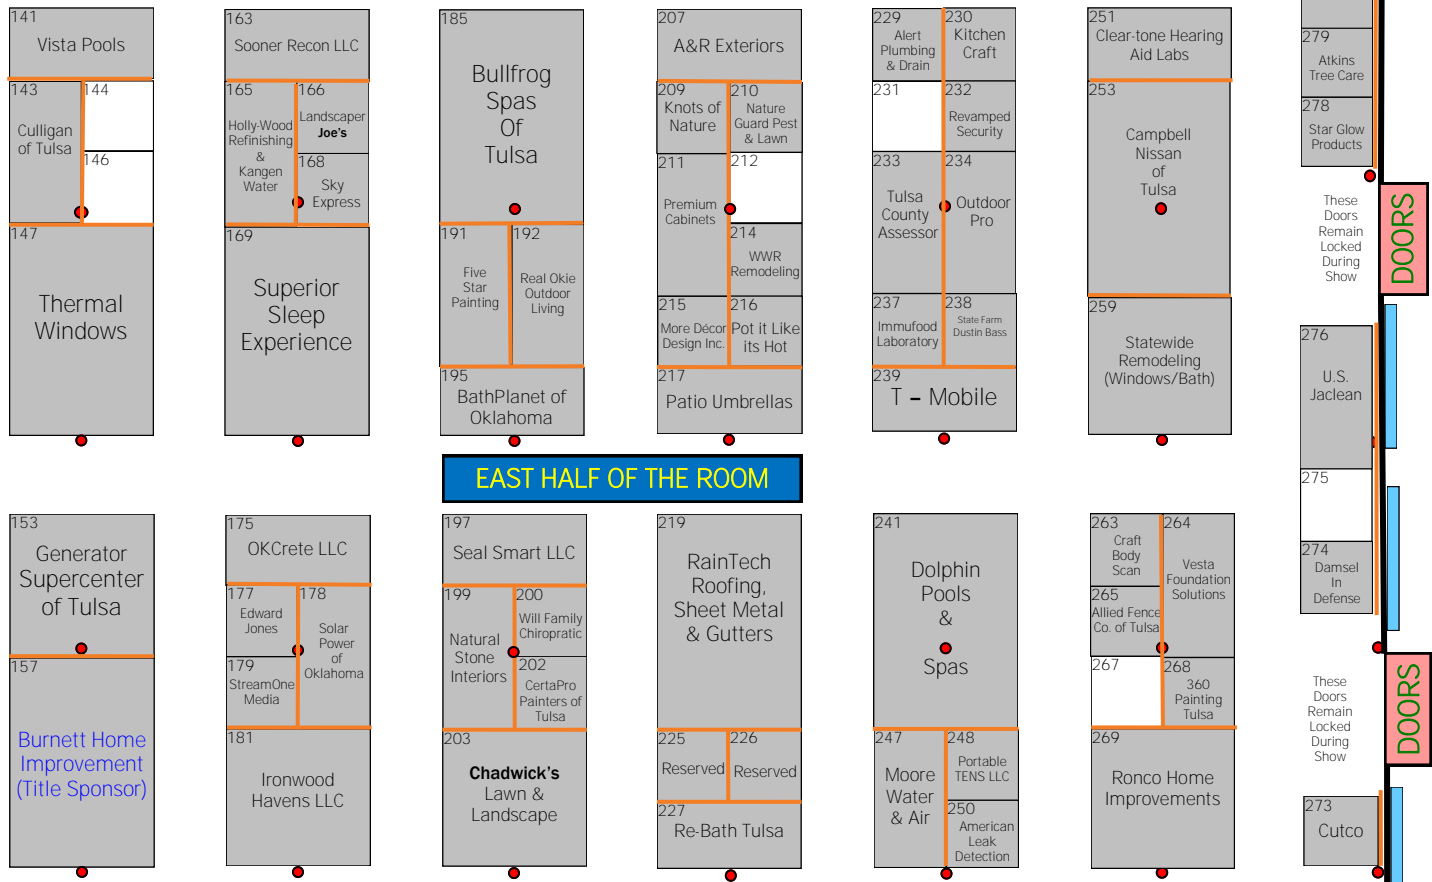 141
Vista Pools
143
Culligan
of Tulsa
144
146
147
Thermal
Windows
163
Sooner Recon LLC
165
Holly-Wood
Refinishing
&
Kangen
Water
166
Landscaper
Joe's
168
Sky
Express
169
Superior
Sleep
Experience
185
Bullfrog
Spas
Of
Tulsa
191
Five
Star
Painting
192
Real Okie
Outdoor
Living
195
BathPlanet of
Oklahoma
207
A&R Exteriors
209
Knots of
Nature
210
Nature
Guard Pest
& Lawn
211
Premium
Cabinets
212
214
WWR
Remodeling
215
More Décor
Design Inc.
216
Pot it Like
its Hot
217
Patio Umbrellas
229
Alert
Plumbing
& Drain
230
Kitchen
Craft
231
232
Revamped
Security
233
Tulsa
County
Assessor
234
Outdoor
Pro
237
Immufood
Laboratory
238
State Farm
Dustin Bass
239
T – Mobile
251
Clear-tone Hearing
Aid Labs
253
Campbell
Nissan
of
Tulsa
259
Statewide
Remodeling
(Windows/Bath)
279
Atkins
Tree Care
278
Star Glow
Products
These
Doors
Remain
Locked
During
Show
DOORS
276
U.S.
Jaclean
275
274
Damsel
In
Defense
EAST HALF OF THE ROOM
153
Generator
Supercenter
of Tulsa
157
Burnett Home
Improvement
(Title Sponsor)
175
OKCrete LLC
177
Edward
Jones
178
Solar
Power
of
Oklahoma
179
StreamOne
Media
181
Ironwood
Havens LLC
197
Seal Smart LLC
199
Natural
Stone
Interiors
200
Will Family
Chiropratic
202
CertaPro
Painters of
Tulsa
203
Chadwick's
Lawn &
Landscape
219
RainTech
Roofing,
Sheet Metal
& Gutters
225
Reserved
226
Reserved
227
Re-Bath Tulsa
241
Dolphin
Pools
&
Spas
247
Moore
Water
& Air
248
Portable
TENS LLC
250
American
Leak
Detection
263
Craft
Body
Scan
264
Vesta
Foundation
Solutions
265
Allied Fence
Co. of Tulsa
267
268
360
Painting
Tulsa
269
Ronco Home
Improvements
These
Doors
Remain
Locked
During
Show
DOORS
273
Cutco